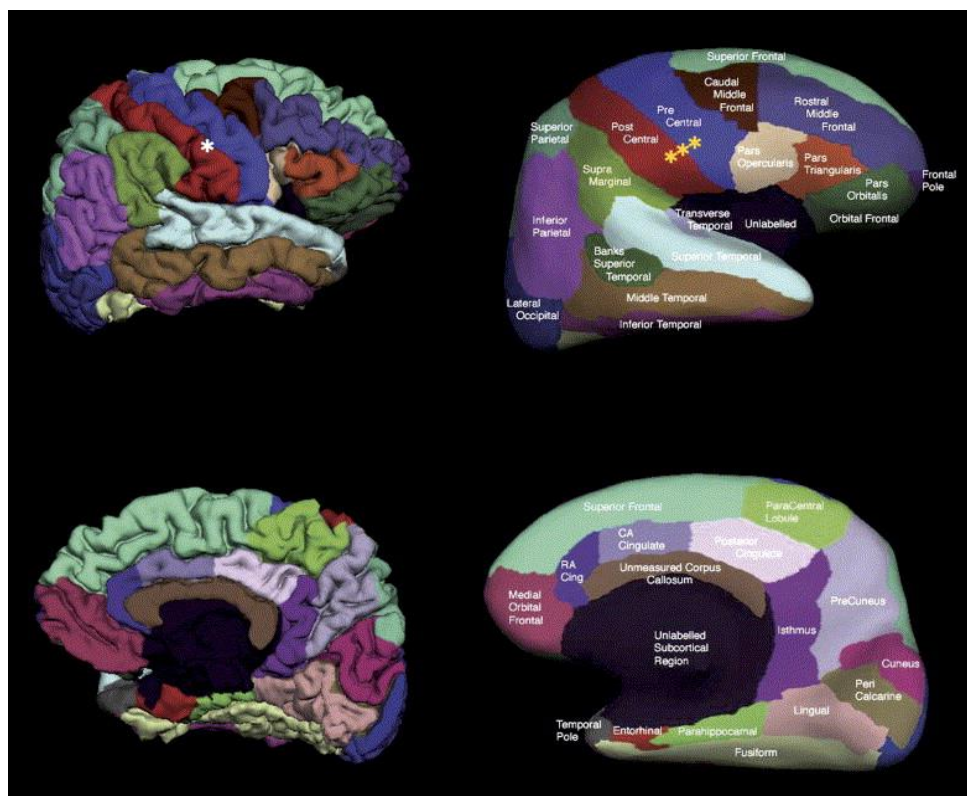 Superior Frontal
Caudal
Middle
Frontal
Rostral
Middle
Frontal
Pre
Central
Post
Central
Superior
Parietal
Pars
Opercularis
Pars
Triangularis
Frontal
Pole
Supra
Marginal
Pars
Orbitalis
Orbital Frontal
Transverse
Temporal
Unlabelled
Inferior
Parietal
Banks
Superior
Temporal
Superior Temporal
Middle Temporal
Lateral
Occipital
Inferior Temporal
Superior Frontal
ParaCentral
Lobule
CA
Cingulate
Posterior
Cingulate
RA
Cing
Unmeasured Corpus
Callosum
Medial
Orbital
Frontal
PreCuneus
Isthmus
Unlabelled
Subcortical
Region
Cuneus
Peri
Calcarine
Lingual
Temporal
Pole
Entorhinal
Parahippocampal
Fusiform